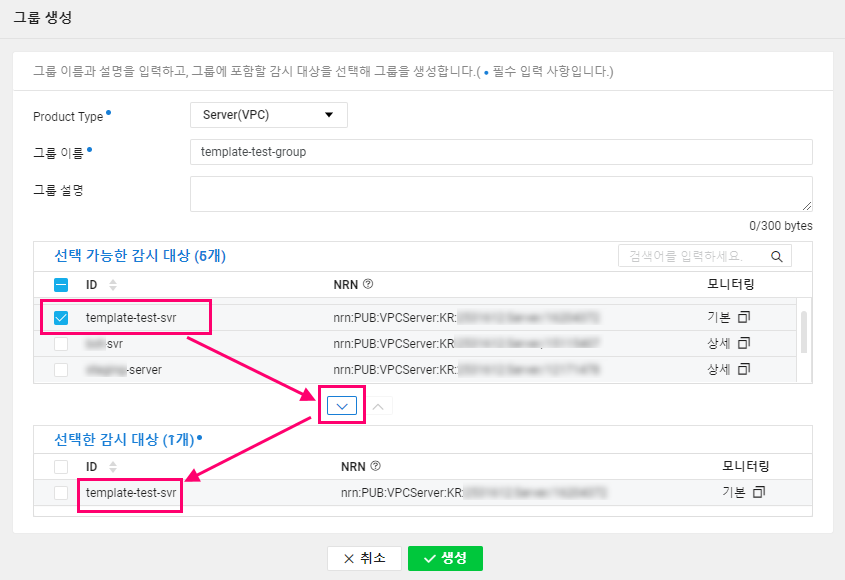 그룹 생성
그룹 이름과 설명을 입력하고, 그룹에 포함할 감시 대상을 선택해 그룹을 생성합니다.( • 필수 입력 사항입니다.)
Product Type Server(VPC)
그룹 이름 template-test-group
그룹 설명
0/300 bytes
선택 가능한 감시 대상 (6개) 검색어를 입력하세요.
ID NRN 모니터링
template-test-svr nrn:PUB:VPCServer:KR: 기본
-svr nrn:PUB:VPCServer:KR: 상세
-server nrn:PUB:VPCServer:KR: 상세
선택한 감시 대상 (1개)
ID NRN 모니터링
template-test-svr nrn:PUB:VPCServer:KR 기본
취소 생성